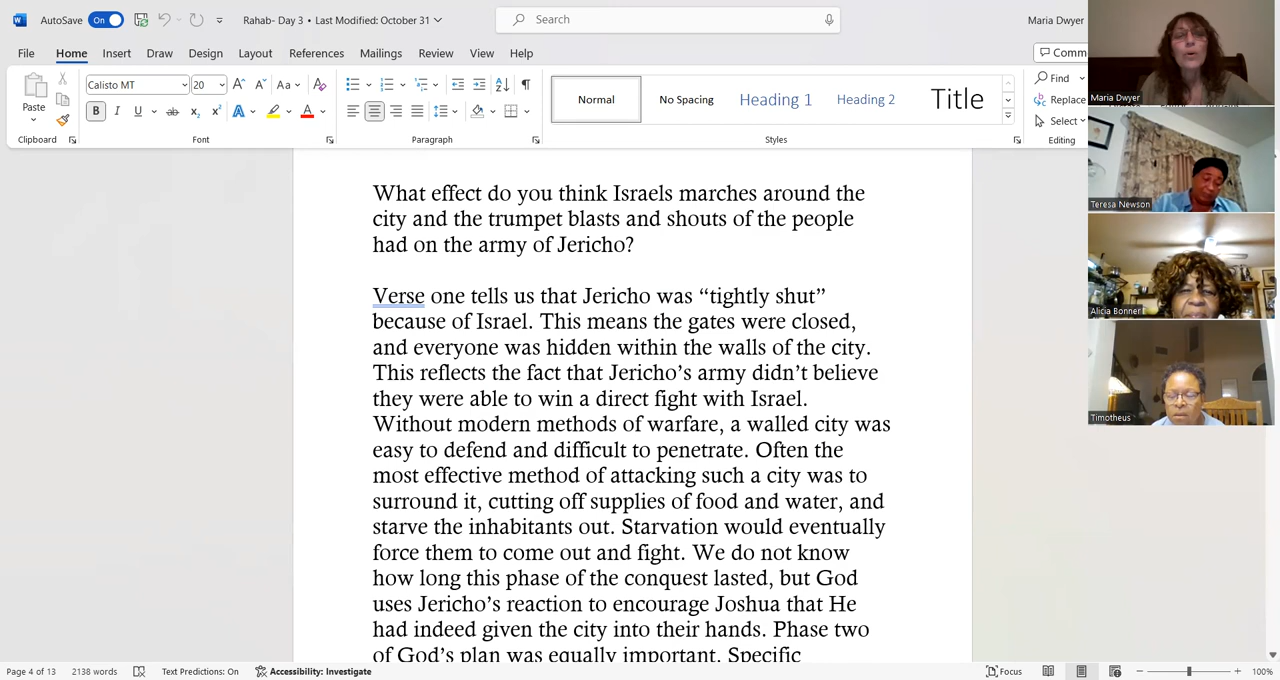 AutoSave On Rahab- Day 3 • Last Modified: October 31 Search Maria Dwyer
File Home Insert Draw Design Layout References Mailings Review View Help Comm
Paste Calisto MT 20 Aa Find
Replace
Select
Normal No Spacing Heading 1 Heading 2 Title
Clipboard Font Paragraph Styles Editing
What effect do you think Israels marches around the
city and the trumpet blasts and shouts of the people
had on the army of Jericho?
Verse one tells us that Jericho was “tightly shut”
because of Israel. This means the gates were closed,
and everyone was hidden within the walls of the city.
This reflects the fact that Jericho’s army didn’t believe
they were able to win a direct fight with Israel.
Without modern methods of warfare, a walled city was
easy to defend and difficult to penetrate. Often the
most effective method of attacking such a city was to
surround it, cutting off supplies of food and water, and
starve the inhabitants out. Starvation would eventually
force them to come out and fight. We do not know
how long this phase of the conquest lasted, but God
uses Jericho’s reaction to encourage Joshua that He
had indeed given the city into their hands. Phase two
of God’s plan was equally important. Specific
Maria Dwyer
Teresa Newson
Alicia Bonner
Timotheus
Page 4 of 13 2138 words Text Predictions: On Accessibility: Investigate Focus 100%